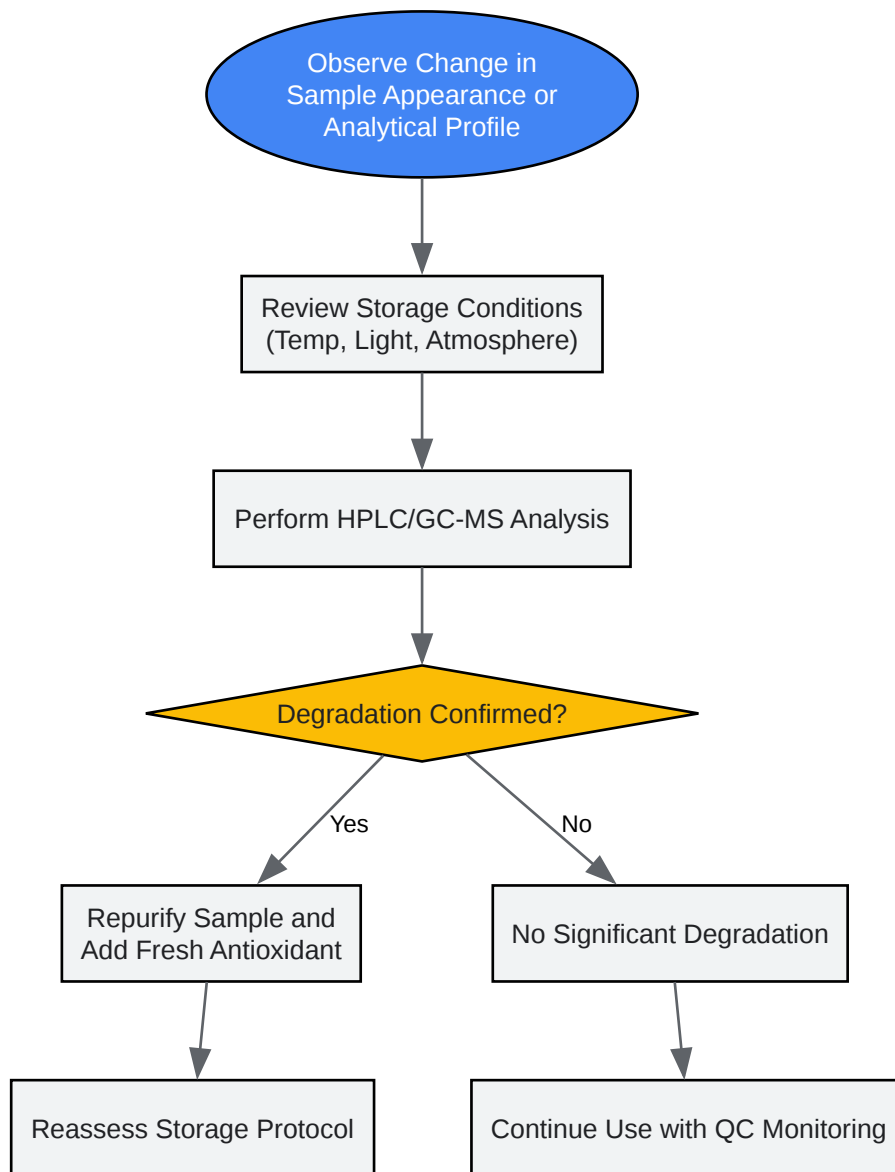 Observe Change in
Sample Appearance or
Analytical Profile
Review Storage Conditions
(Temp, Light, Atmosphere)
Perform HPLC/GC-MS Analysis
Degradation Confirmed?
Yes
No
Repurify Sample and
Add Fresh Antioxidant
No Significant Degradation
Reassess Storage Protocol
Continue Use with QC Monitoring